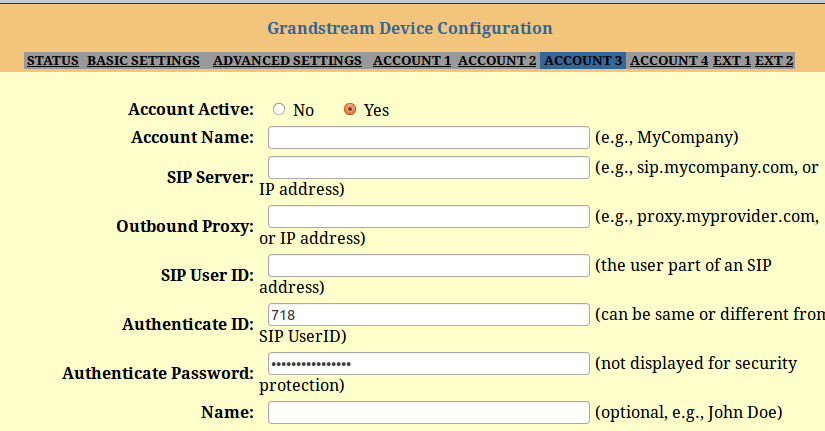 Grandstream Device Configuration
STATUS BASIC SETTINGS ADVANCED SETTINGS ACCOUNT 1 ACCOUNT 2 ACCOUNT 3 ACCOUNT 4 EXT 1 EXT 2
Account Active: No Yes
Account Name: (e.g., MyCompany)
SIP Server: (e.g., sip.mycompany.com, or
IP address)
Outbound Proxy: (e.g., proxy.myprovider.com,
or IP address)
SIP User ID: (the user part of an SIP
address)
Authenticate ID: 718 (can be same or different from
SIP UserID)
Authenticate Password: •••••••••••••••• (not displayed for security
protection)
Name: (optional, e.g., John Doe)